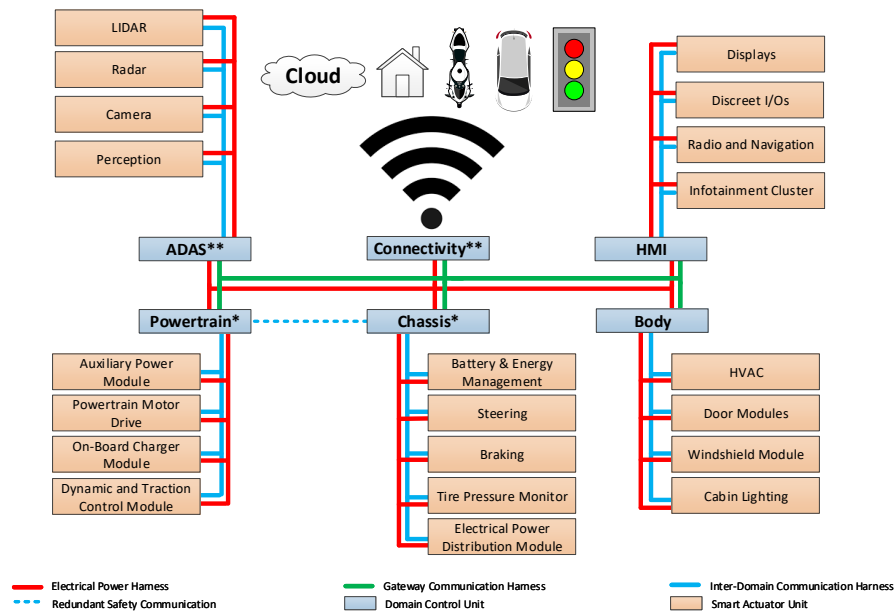 LIDAR
Radar
Camera
Perception
Cloud
Displays
Discreet I/Os
Radio and Navigation
Infotainment Cluster
ADAS**
Connectivity**
HMI
Powertrain*
Chassis*
Body
Auxiliary Power
Module
Powertrain Motor
Drive
On-Board Charger
Module
Dynamic and Traction
Control Module
Battery & Energy
Management
Steering
Braking
Tire Pressure Monitor
Electrical Power
Distribution Module
HVAC
Door Modules
Windshield Module
Cabin Lighting
Electrical Power Harness
Gateway Communication Harness
Inter-Domain Communication Harness
Redundant Safety Communication
Domain Control Unit
Smart Actuator Unit